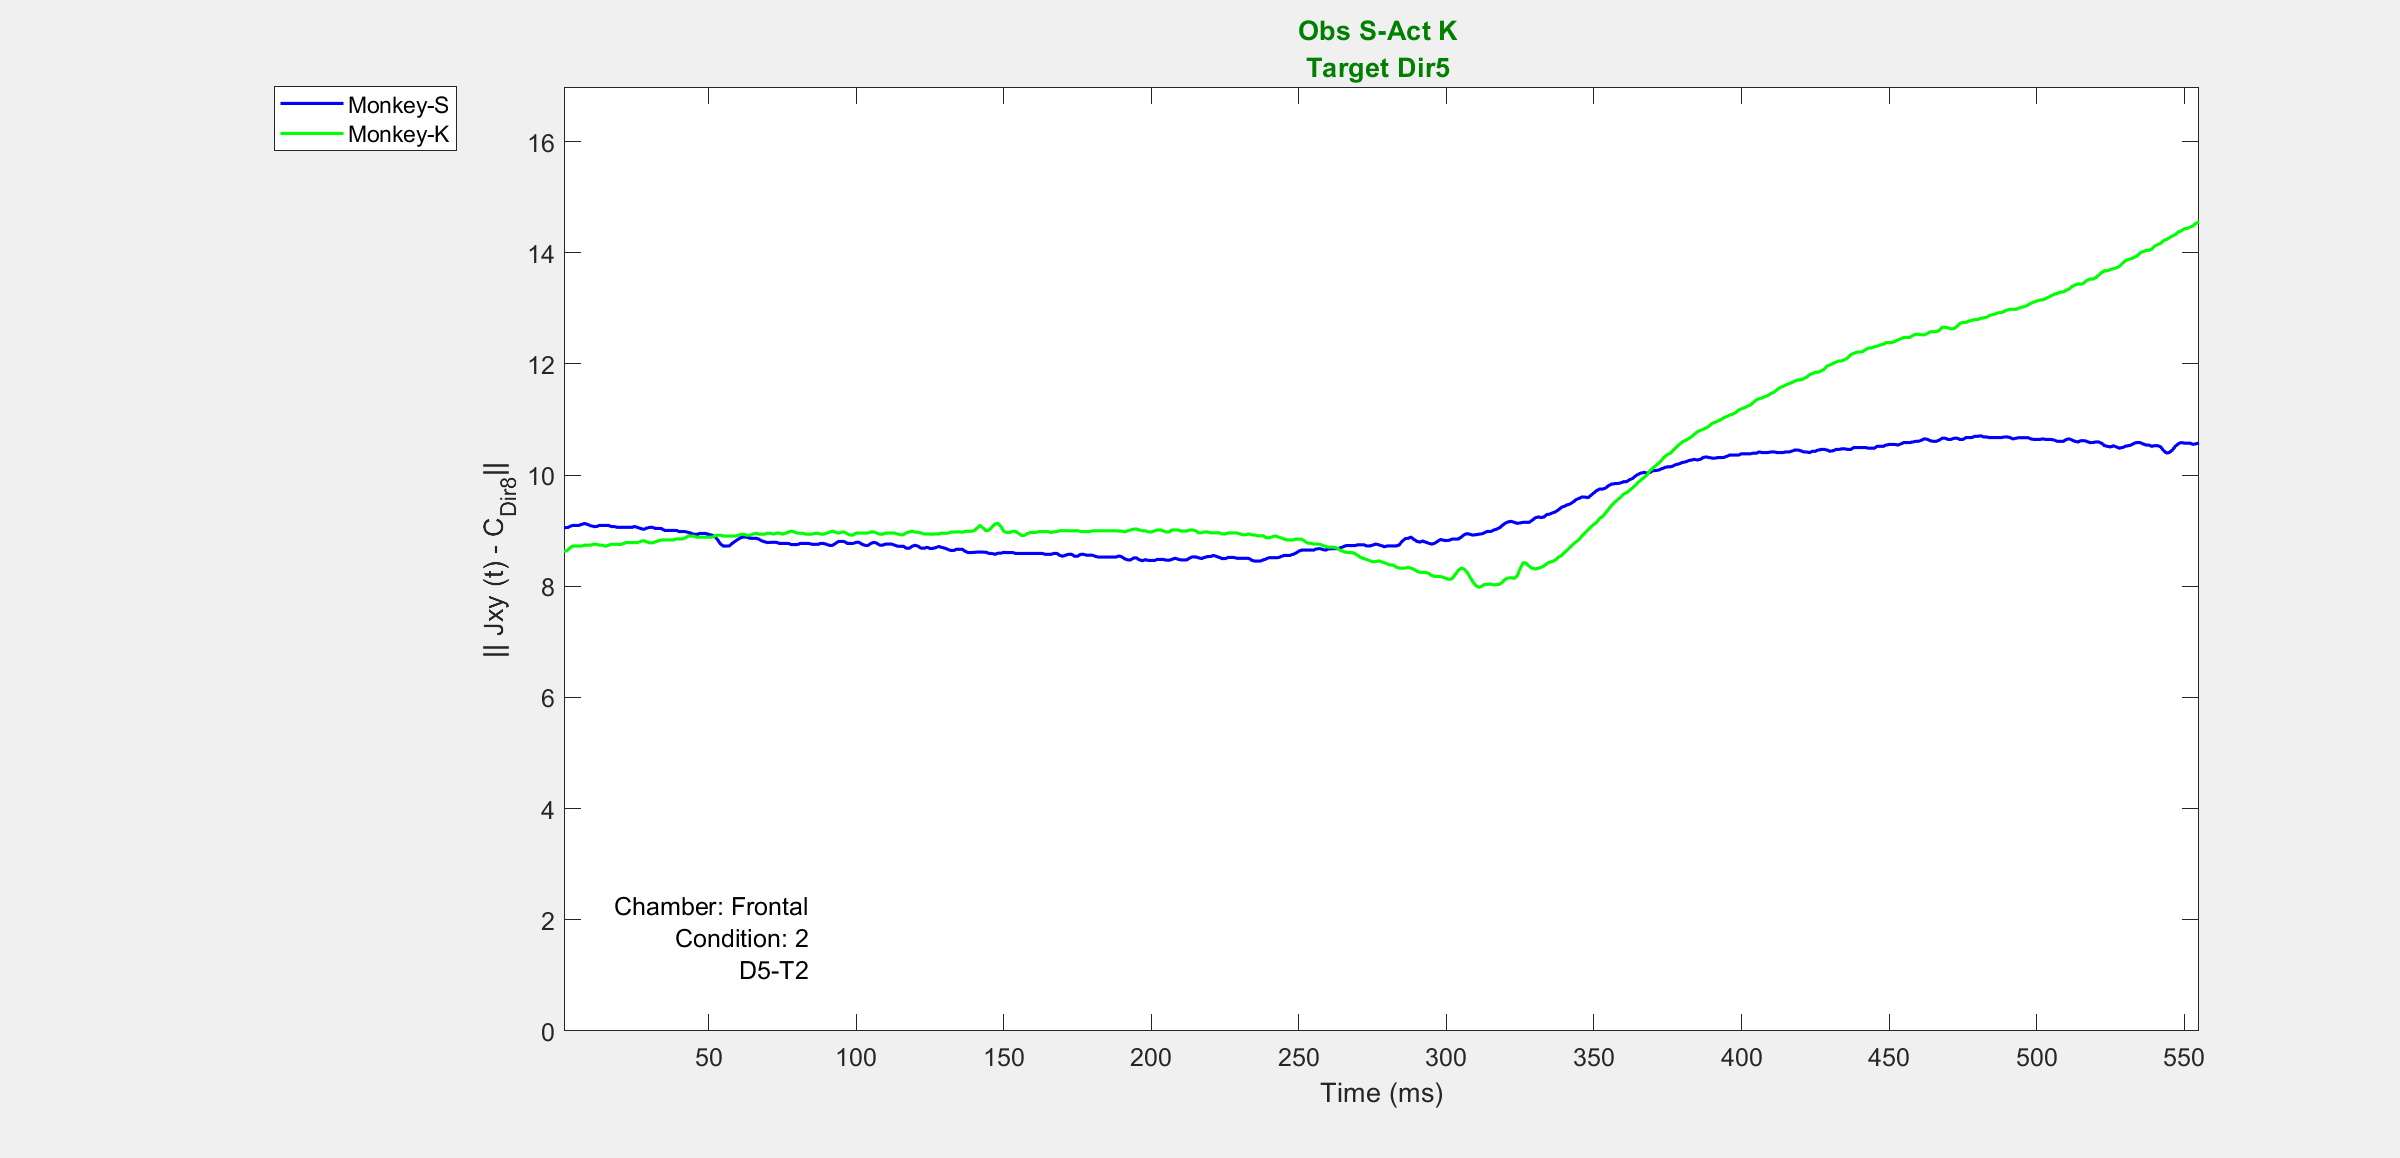 Obs S-Act K
Target Dir5
Monkey-S
Monkey-K
16
14
12
10
8
6
4
2
0
|| Jxy (t) - C_Dir8||
Chamber: Frontal
Condition: 2
D5-T2
50 100 150 200 250 300 350 400 450 500 550
Time (ms)